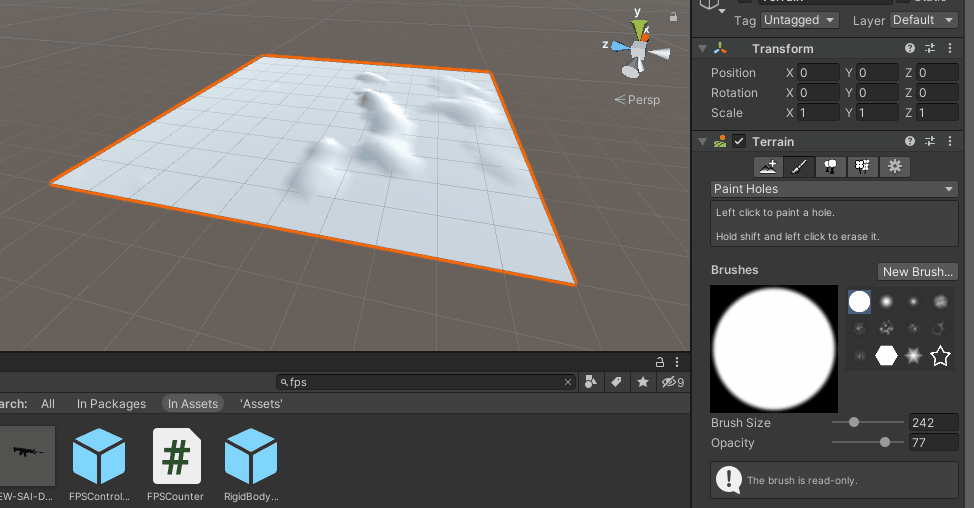 y
x
z
Persp
fps
9
arch:
All
In Packages
In Assets
'Assets'
EW-SAI-D...
FPSControl...
#
FPSCounter
RigidBody...
Tag
Untagged
Layer
Default
Transform
Position
X 0
Y 0
Z 0
Rotation
X 0
Y 0
Z 0
Scale
X 1
Y 1
Z 1
Terrain
Paint Holes
Left click to paint a hole.
Hold shift and left click to erase it.
Brushes
New Brush...
Brush Size
242
Opacity
77
The brush is read-only.